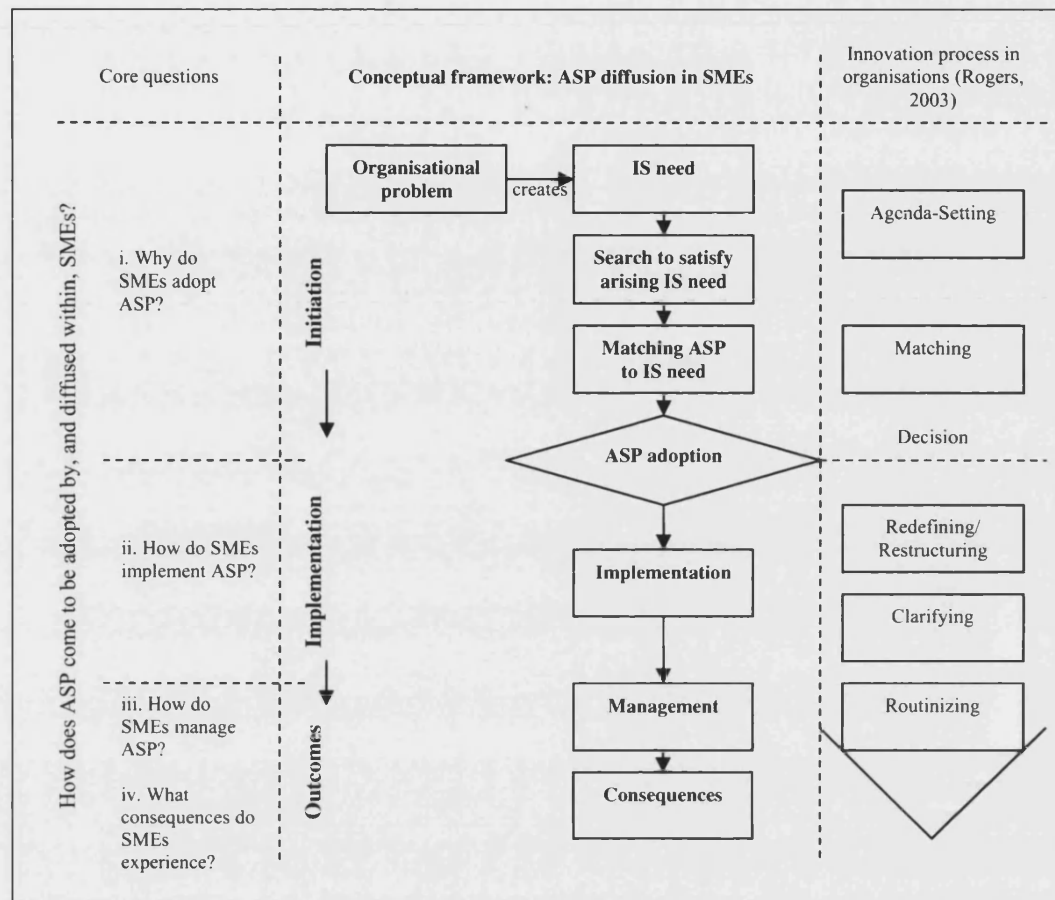 Core questions
Conceptual framework: ASP diffusion in SMEs
Innovation process in
organisations (Rogers,
2003)
How does ASP come to be adopted by, and diffused within, SMEs?
i. Why do
SMEs adopt
ASP?
ii. How do SMEs
implement ASP?
iii. How do
SMEs manage
ASP?
iv. What
consequences do
SMEs
experience?
Initiation
Implementation
Outcomes
Organisational
problem
creates
IS need
Search to satisfy
arising IS need
Matching ASP
to IS need
ASP adoption
Implementation
Management
Consequences
Agenda-Setting
Matching
Decision
Redefining/
Restructuring
Clarifying
Routinizing